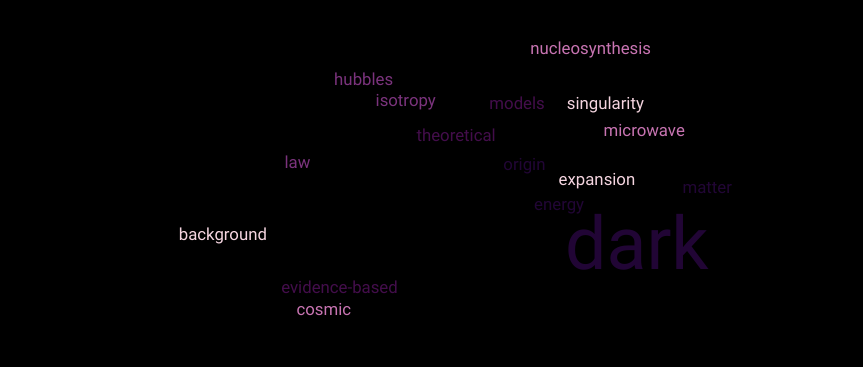 nucleosynthesis
hubbles
isotropy
models
singularity
microwave
theoretical
law
origin
expansion
matter
energy
background
dark
evidence-based
cosmic